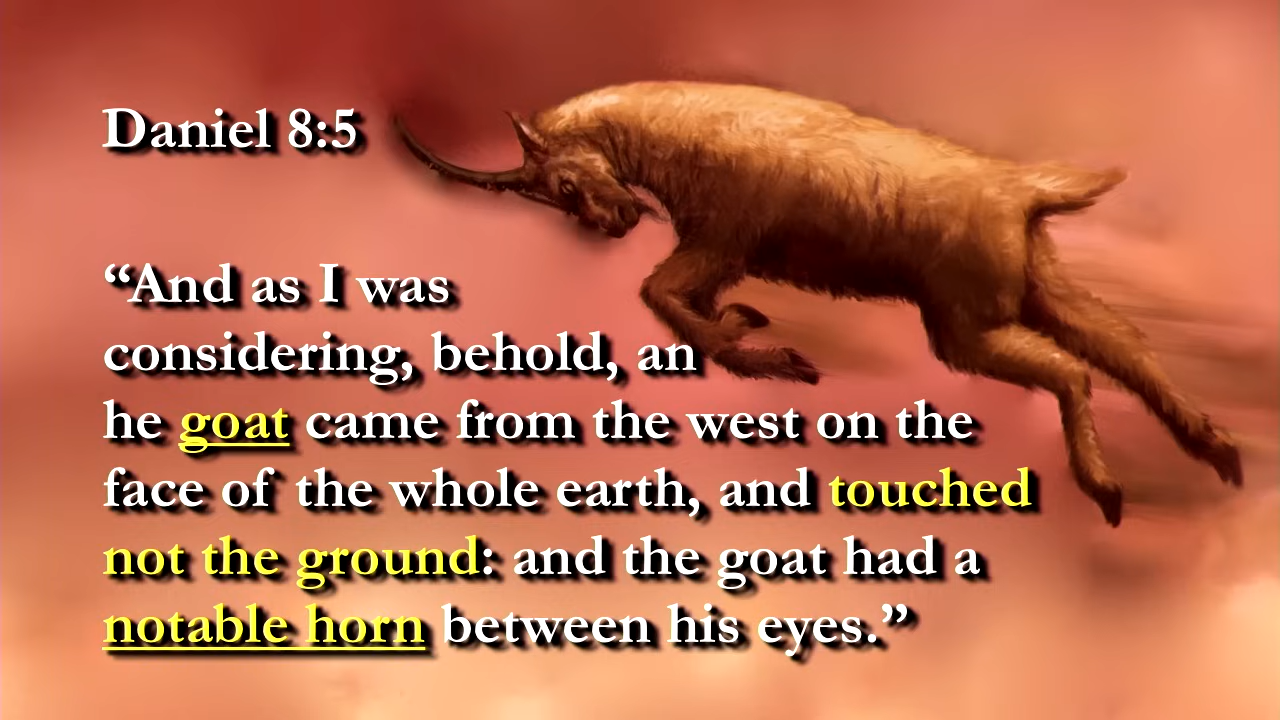 Daniel 8:5
“And as I was
considering, behold, an
he goat came from the west on the
face of the whole earth, and touched
not the ground: and the goat had a
notable horn between his eyes.”